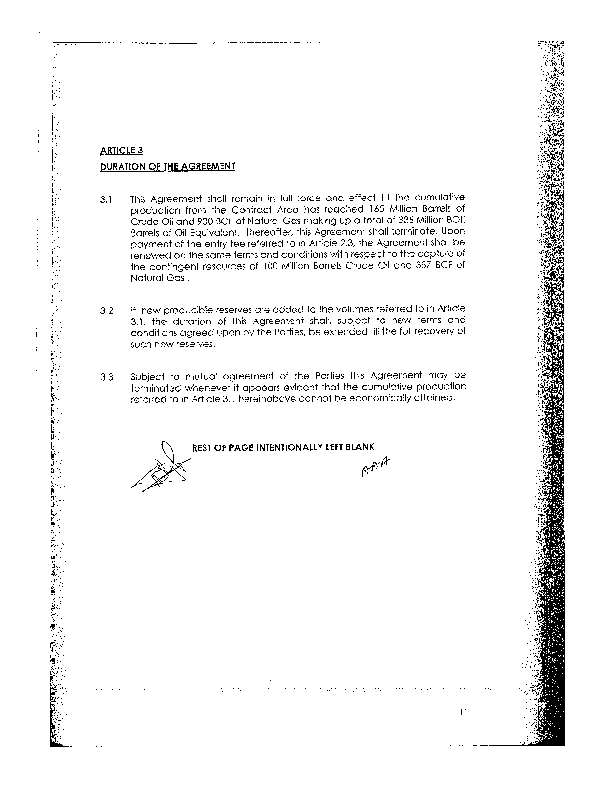 ARTICLE 3
DURATION OF THE AGREEMENT
3.1 This Agreement shall remain in full force and effect till the cumulative
production from the Contract Area has reached 165 Million Barrels of
Crude Oil and 930 BCF of Natural Gas making up a total of Million BOE
Barrels of Oil Equivalent. Thereafter, this Agreement shall terminate. Upon
payment of the entry fee referred to in Article 2.3, the Agreement shall be
renewed on the same terms and conditions with respect to the capture of
the contingent resources of 100 Million Barrels Crude Oil and 557 BCF of
Natural Gas.
3.2 If new producible reserves are added to the volumes referred to in Article
3.1, the duration of this Agreement shall, subject to new terms and
conditions agreed upon by the Parties, be extended till the full recovery of
such new reserves.
3.3 Subject to mutual agreement of the Parties this Agreement may be
terminated whenever it appears evident that the cumulative production
referred to in Article 3.1 hereinabove cannot be economically attained.
REST OF PAGE INTENTIONALLY LEFT BLANK